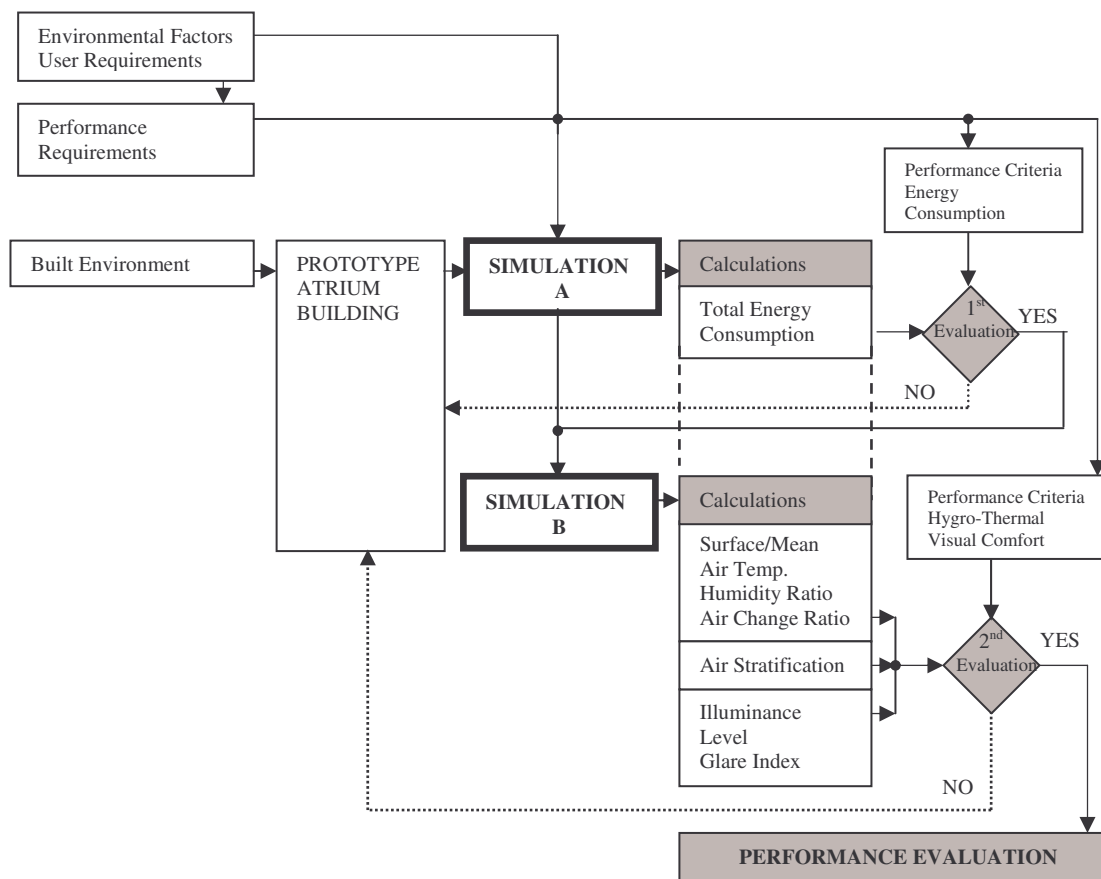 Environmental Factors
User Requirements
Performance
Requirements
Performance Criteria
Energy
Consumption
Built Environment
PROTOTYPE
ATRIUM
BUILDING
SIMULATION
A
Calculations
Total Energy
Consumption
1st
Evaluation
YES
NO
SIMULATION
B
Calculations
Surface/Mean
Air Temp.
Humidity Ratio
Air Change Ratio
Air Stratification
Illuminance
Level
Glare Index
Performance Criteria
Hygro-Thermal
Visual Comfort
2nd
Evaluation
YES
NO
PERFORMANCE EVALUATION